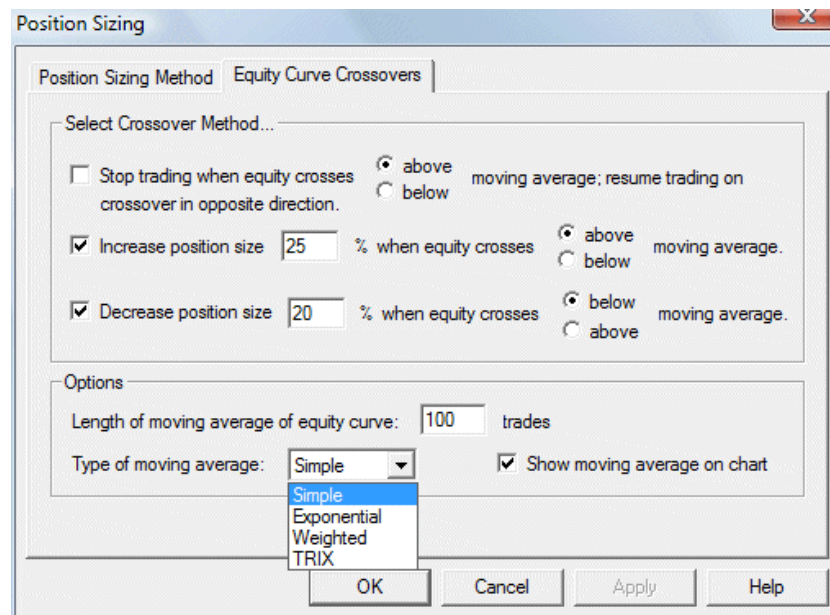 Position Sizing
X
Position Sizing Method
Equity Curve Crossovers
Select Crossover Method...
Stop trading when equity crosses above moving average; resume trading on
below
crossover in opposite direction.
Increase position size 25 % when equity crosses above moving average.
below
Decrease position size 20 % when equity crosses below moving average.
above
Options
Length of moving average of equity curve: 100 trades
Type of moving average: Simple Show moving average on chart
Simple
Exponential
Weighted
TRIX
OK Cancel Apply Help